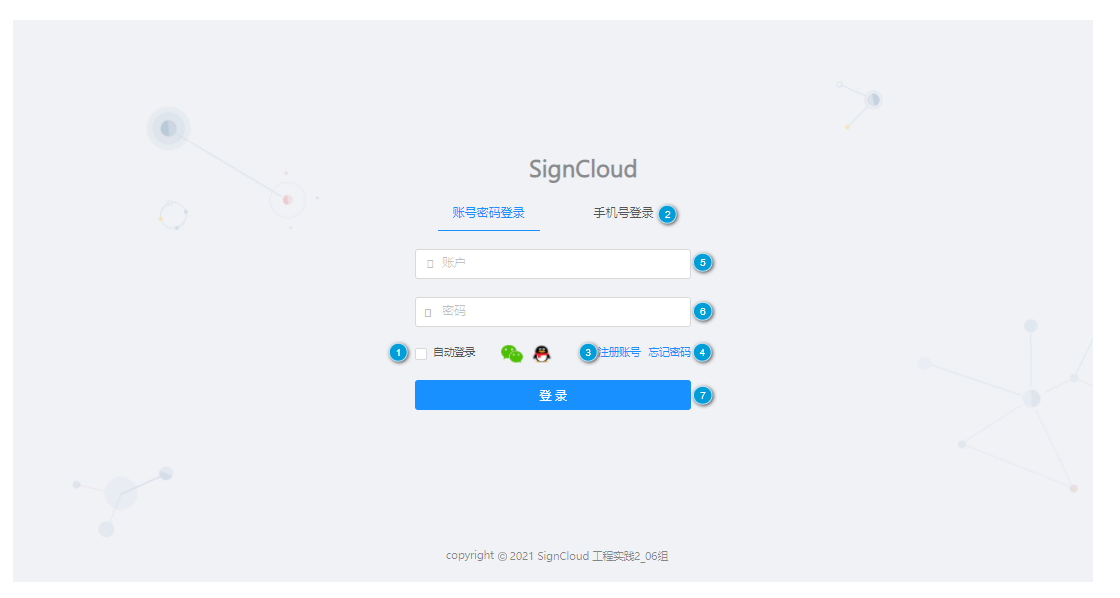 SignCloud
账号密码登录 手机号登录 2
账户 5
密码 6
1 自动登录 3 注册账号 忘记密码 4
登 录 7
copyright © 2021 SignCloud 工程实践2_06组